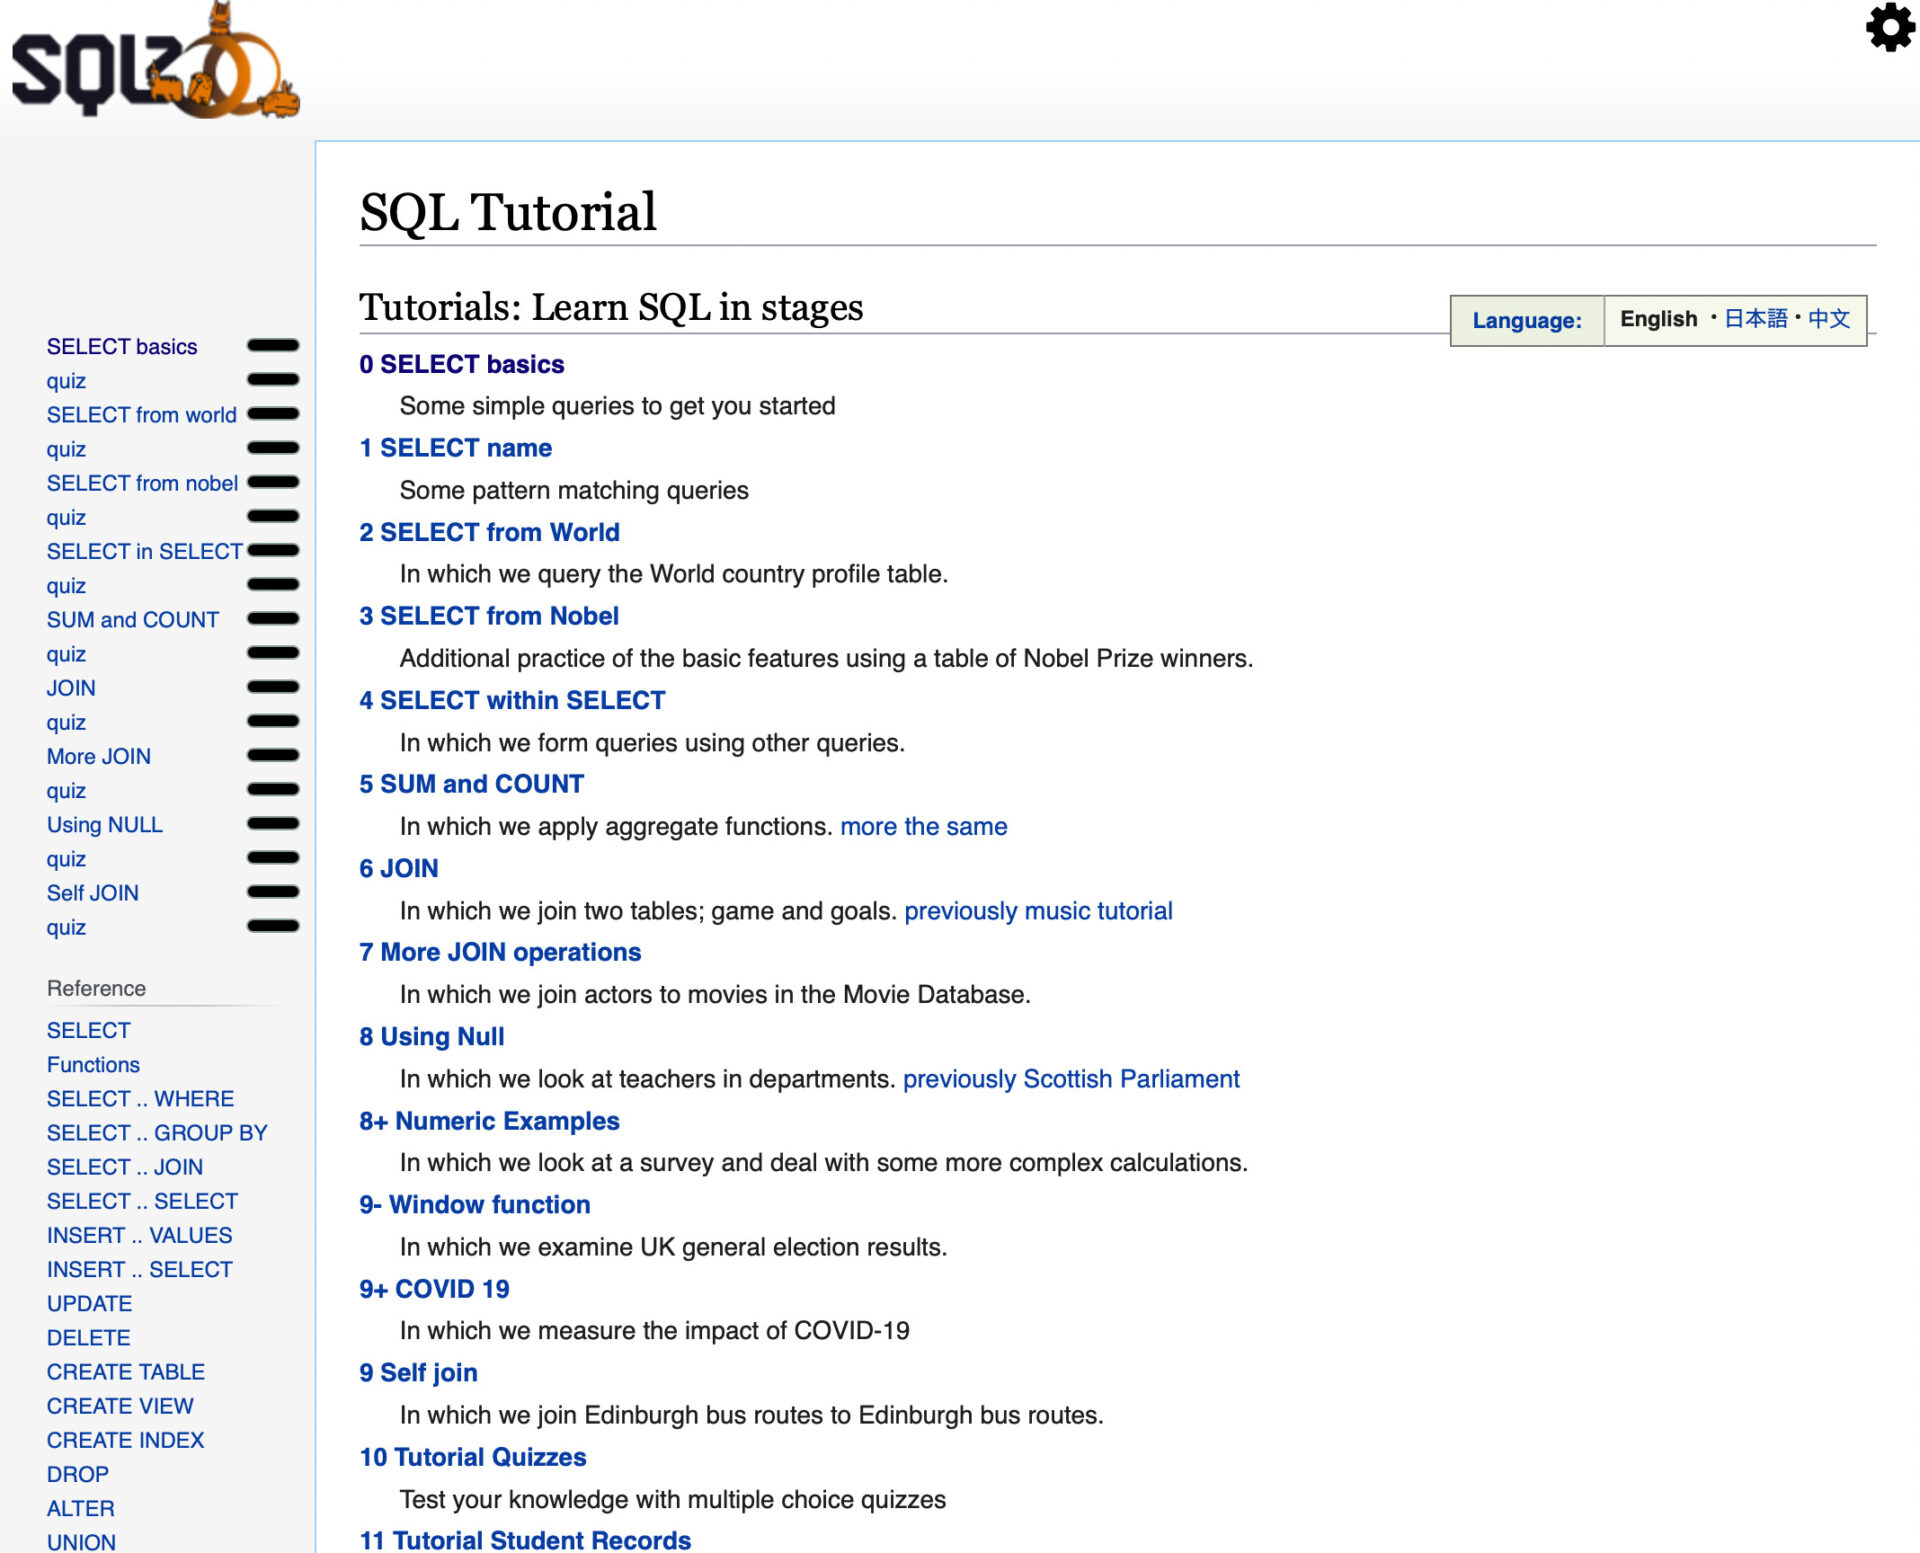 SQLZOO
SQL Tutorial
Tutorials: Learn SQL in stages
Language: English • 日本語 • 中文
0 SELECT basics
Some simple queries to get you started
1 SELECT name
Some pattern matching queries
2 SELECT from World
In which we query the World country profile table.
3 SELECT from Nobel
Additional practice of the basic features using a table of Nobel Prize winners.
4 SELECT within SELECT
In which we form queries using other queries.
5 SUM and COUNT
In which we apply aggregate functions. more the same
6 JOIN
In which we join two tables; game and goals. previously music tutorial
7 More JOIN operations
In which we join actors to movies in the Movie Database.
8 Using Null
In which we look at teachers in departments. previously Scottish Parliament
8+ Numeric Examples
In which we look at a survey and deal with some more complex calculations.
9- Window function
In which we examine UK general election results.
9+ COVID 19
In which we measure the impact of COVID-19
9 Self join
In which we join Edinburgh bus routes to Edinburgh bus routes.
10 Tutorial Quizzes
Test your knowledge with multiple choice quizzes
11 Tutorial Student Records
SELECT basics
quiz
SELECT from world
quiz
SELECT from nobel
quiz
SELECT in SELECT
quiz
SUM and COUNT
quiz
JOIN
quiz
More JOIN
quiz
Using NULL
quiz
Self JOIN
quiz
Reference
SELECT
Functions
SELECT .. WHERE
SELECT .. GROUP BY
SELECT .. JOIN
SELECT .. SELECT
INSERT .. VALUES
INSERT .. SELECT
UPDATE
DELETE
CREATE TABLE
CREATE VIEW
CREATE INDEX
DROP
ALTER
UNION